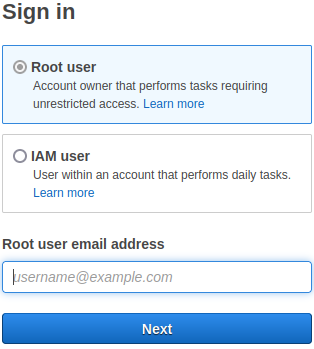 Sign in
Root user
Account owner that performs tasks requiring
unrestricted access. Learn more
IAM user
User within an account that performs daily tasks.
Learn more
Root user email address
username@example.com
Next